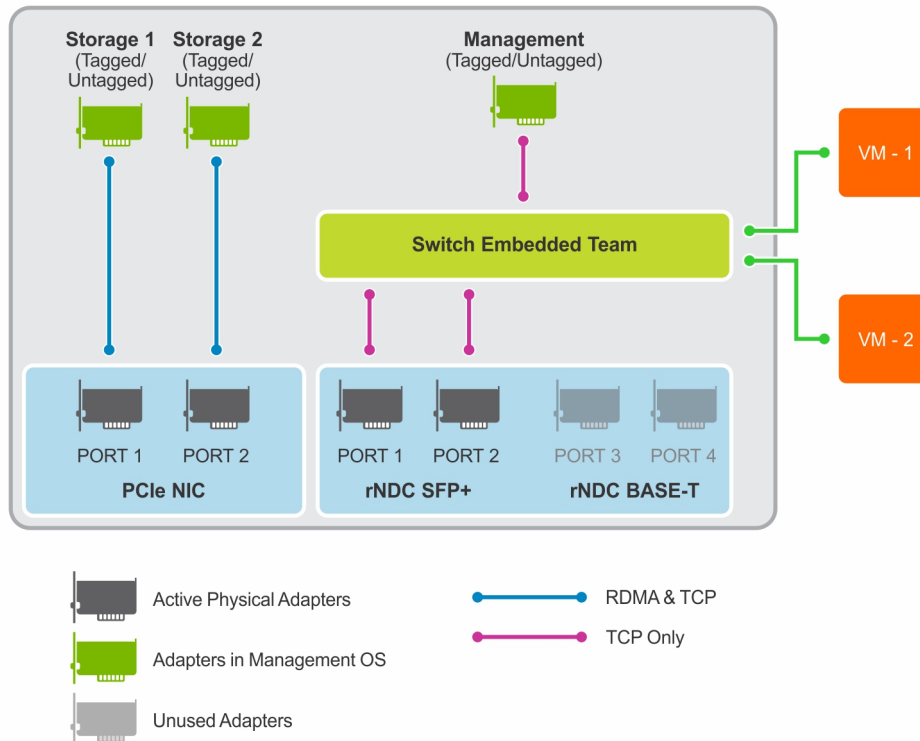 Storage 1
(Tagged/
Untagged)
Storage 2
(Tagged/
Untagged)
Management
(Tagged/Untagged)
VM - 1
Switch Embedded Team
VM - 2
PORT 1
PORT 2
PCIe NIC
PORT 1
PORT 2
rNDC SFP+
PORT 3
PORT 4
rNDC BASE-T
Active Physical Adapters
Adapters in Management OS
Unused Adapters
RDMA & TCP
TCP Only